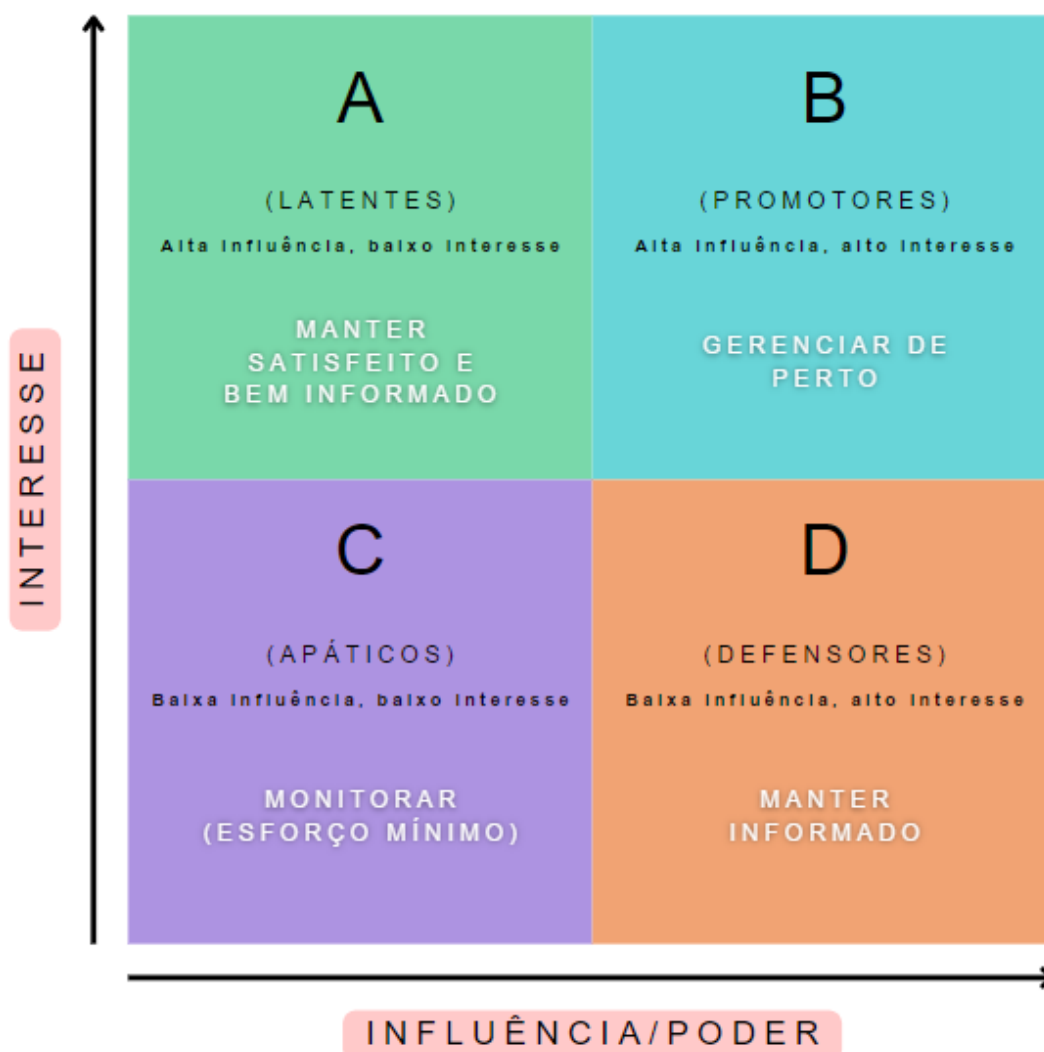 A
(LATENTES)
Alta Influência, baixo Interesse
MANTER
SATISFEITO E
BEM INFORMADO
B
(PROMOTORES)
Alta Influência, alto Interesse
GERENCIAR DE
PERTO
INTERESSE
C
(APÁTICOS)
Baixa Influência, baixo Interesse
MONITORAR
(ESFORÇO MÍNIMO)
D
(DEFENSORES)
Baixa Influência, alto Interesse
MANTER
INFORMADO
INFLUÊNCIA/PODER